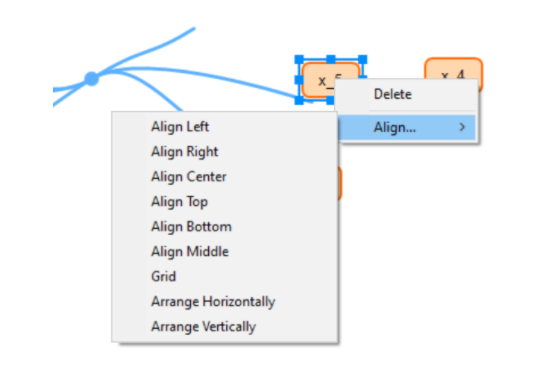 x_5
x_4
Delete
Align...
Align Left
Align Right
Align Center
Align Top
Align Bottom
Align Middle
Grid
Arrange Horizontally
Arrange Vertically